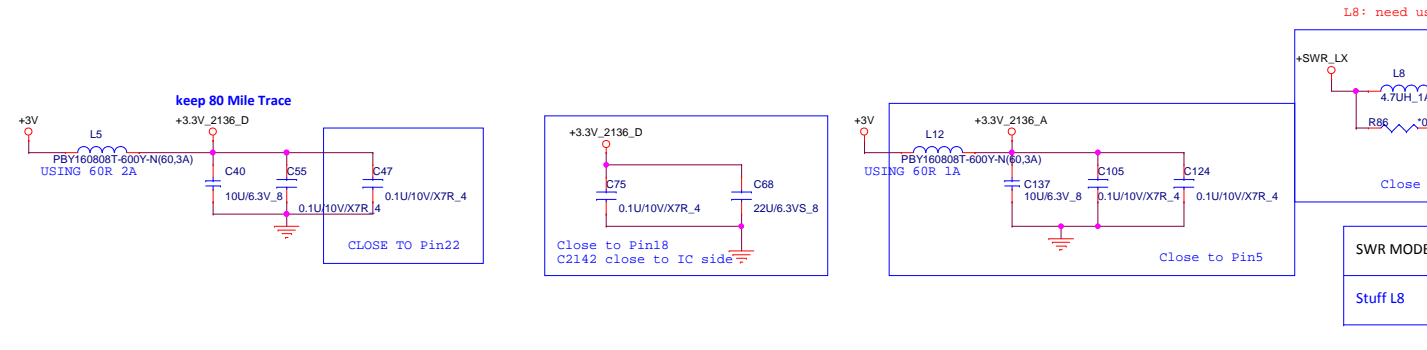 L8: need us
keep 80 Mile Trace
+3V
L5
PBY160808T-600Y-N(60,3A)
USING 60R 2A
+3.3V_2136_D
C40
10U/6.3V_8
C55
0.1U/10V/X7R_4
C47
0.1U/10V/X7R_4
CLOSE TO Pin22
+3.3V_2136_D
C75
0.1U/10V/X7R_4
C68
22U/6.3VS_8
Close to Pin18
C2142 close to IC side
+3V
L12
PBY160808T-600Y-N(60,3A)
USING 60R 1A
+3.3V_2136_A
C137
10U/6.3V_8
C105
0.1U/10V/X7R_4
C124
0.1U/10V/X7R_4
Close to Pin5
+SWR_LX
L8
4.7UH_1A
R86
*0
Close
SWR MODE
Stuff L8